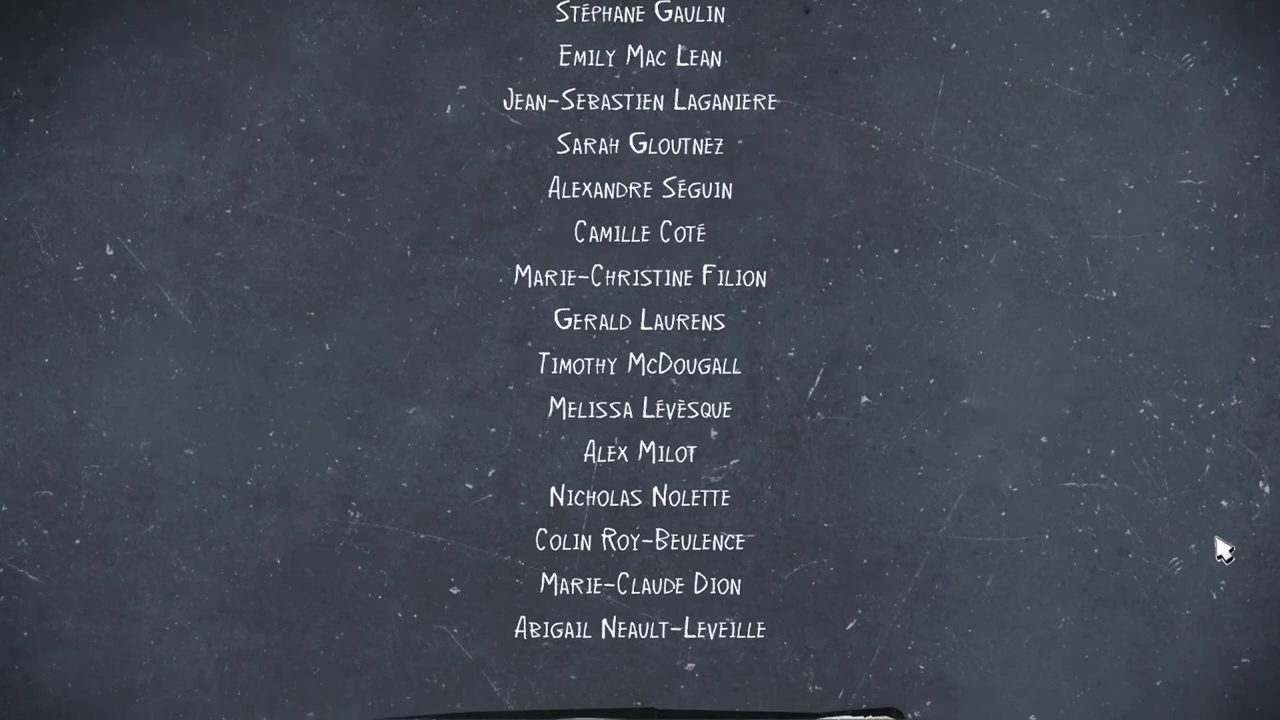 Stéphane Gaulin
Emily Mac Lean
Jean-Sebastien Laganiere
Sarah Gloutnez
Alexandre Séguin
Camille Coté
Marie-Christine Filion
Gerald Laurens
Timothy McDougall
Melissa Lévèsque
Alex Milot
Nicholas Nolette
Colin Roy-Beulence
Marie-Claude Dion
Abigail Neault-Leveille